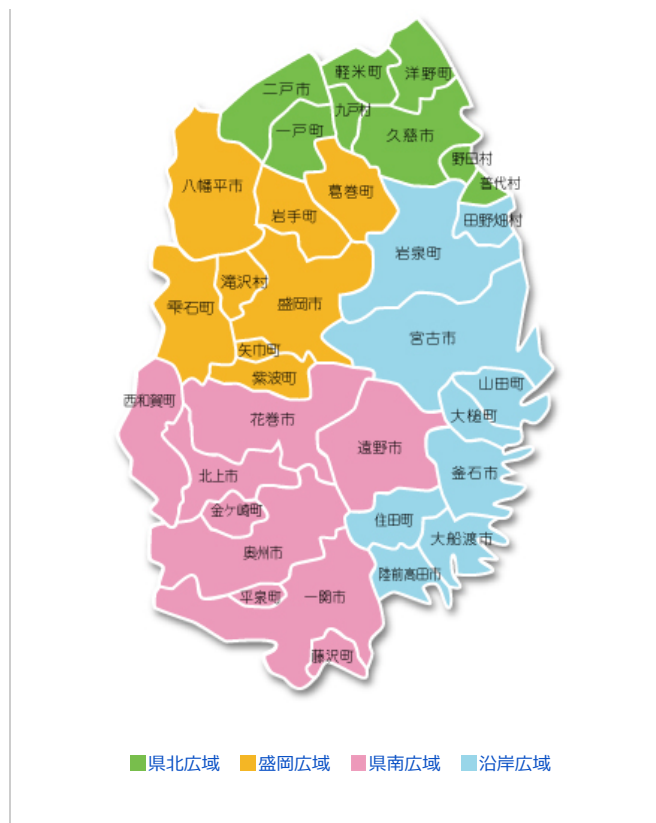 軽米町
洋野町
二戸市
九戸村
一戸町
久慈市
野田村
普代村
八幡平市
葛巻町
岩手町
田野畑村
岩泉町
滝沢村
雫石町
盛岡市
宮古市
矢巾町
紫波町
山田町
西和賀町
花巻市
大槌町
遠野市
北上市
釜石市
金ケ崎町
住田町
大船渡市
奥州市
陸前高田市
平泉町
一関市
藤沢町
県北広域 盛岡広域 県南広域 沿岸広域